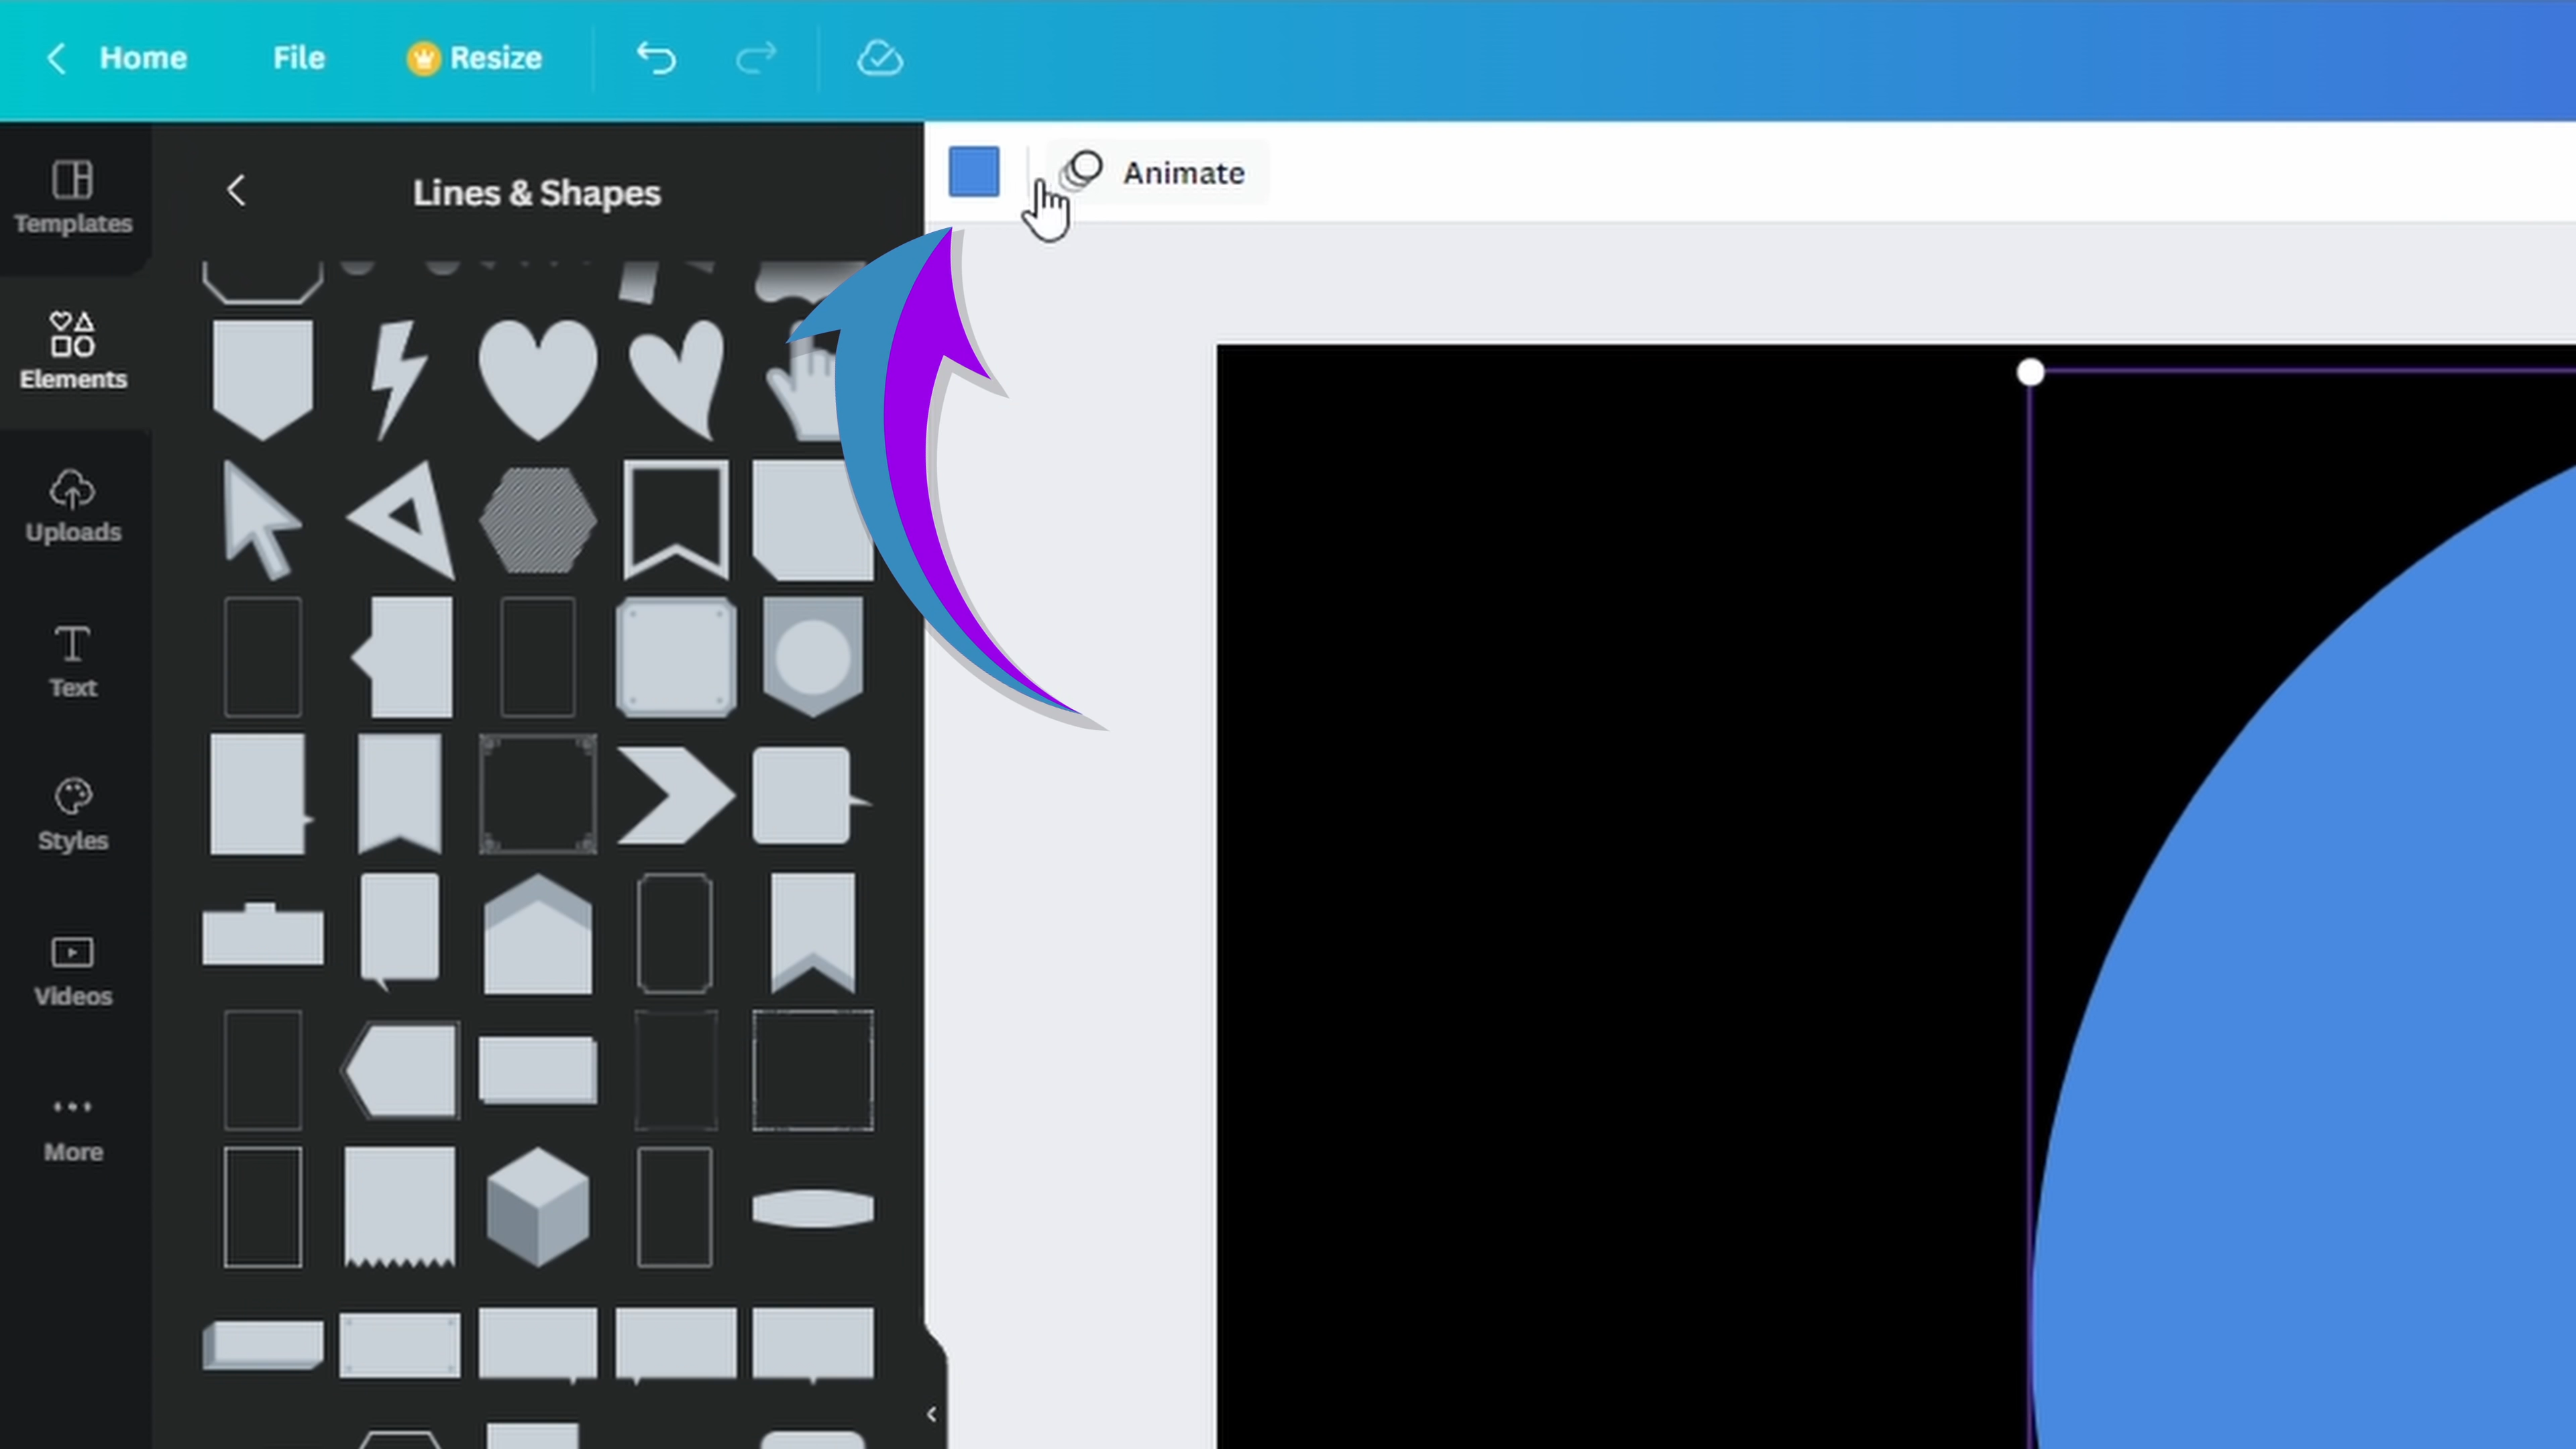 Home File Resize
Templates
Lines & Shapes
Animate
Elements
Uploads
Text
Styles
Videos
More